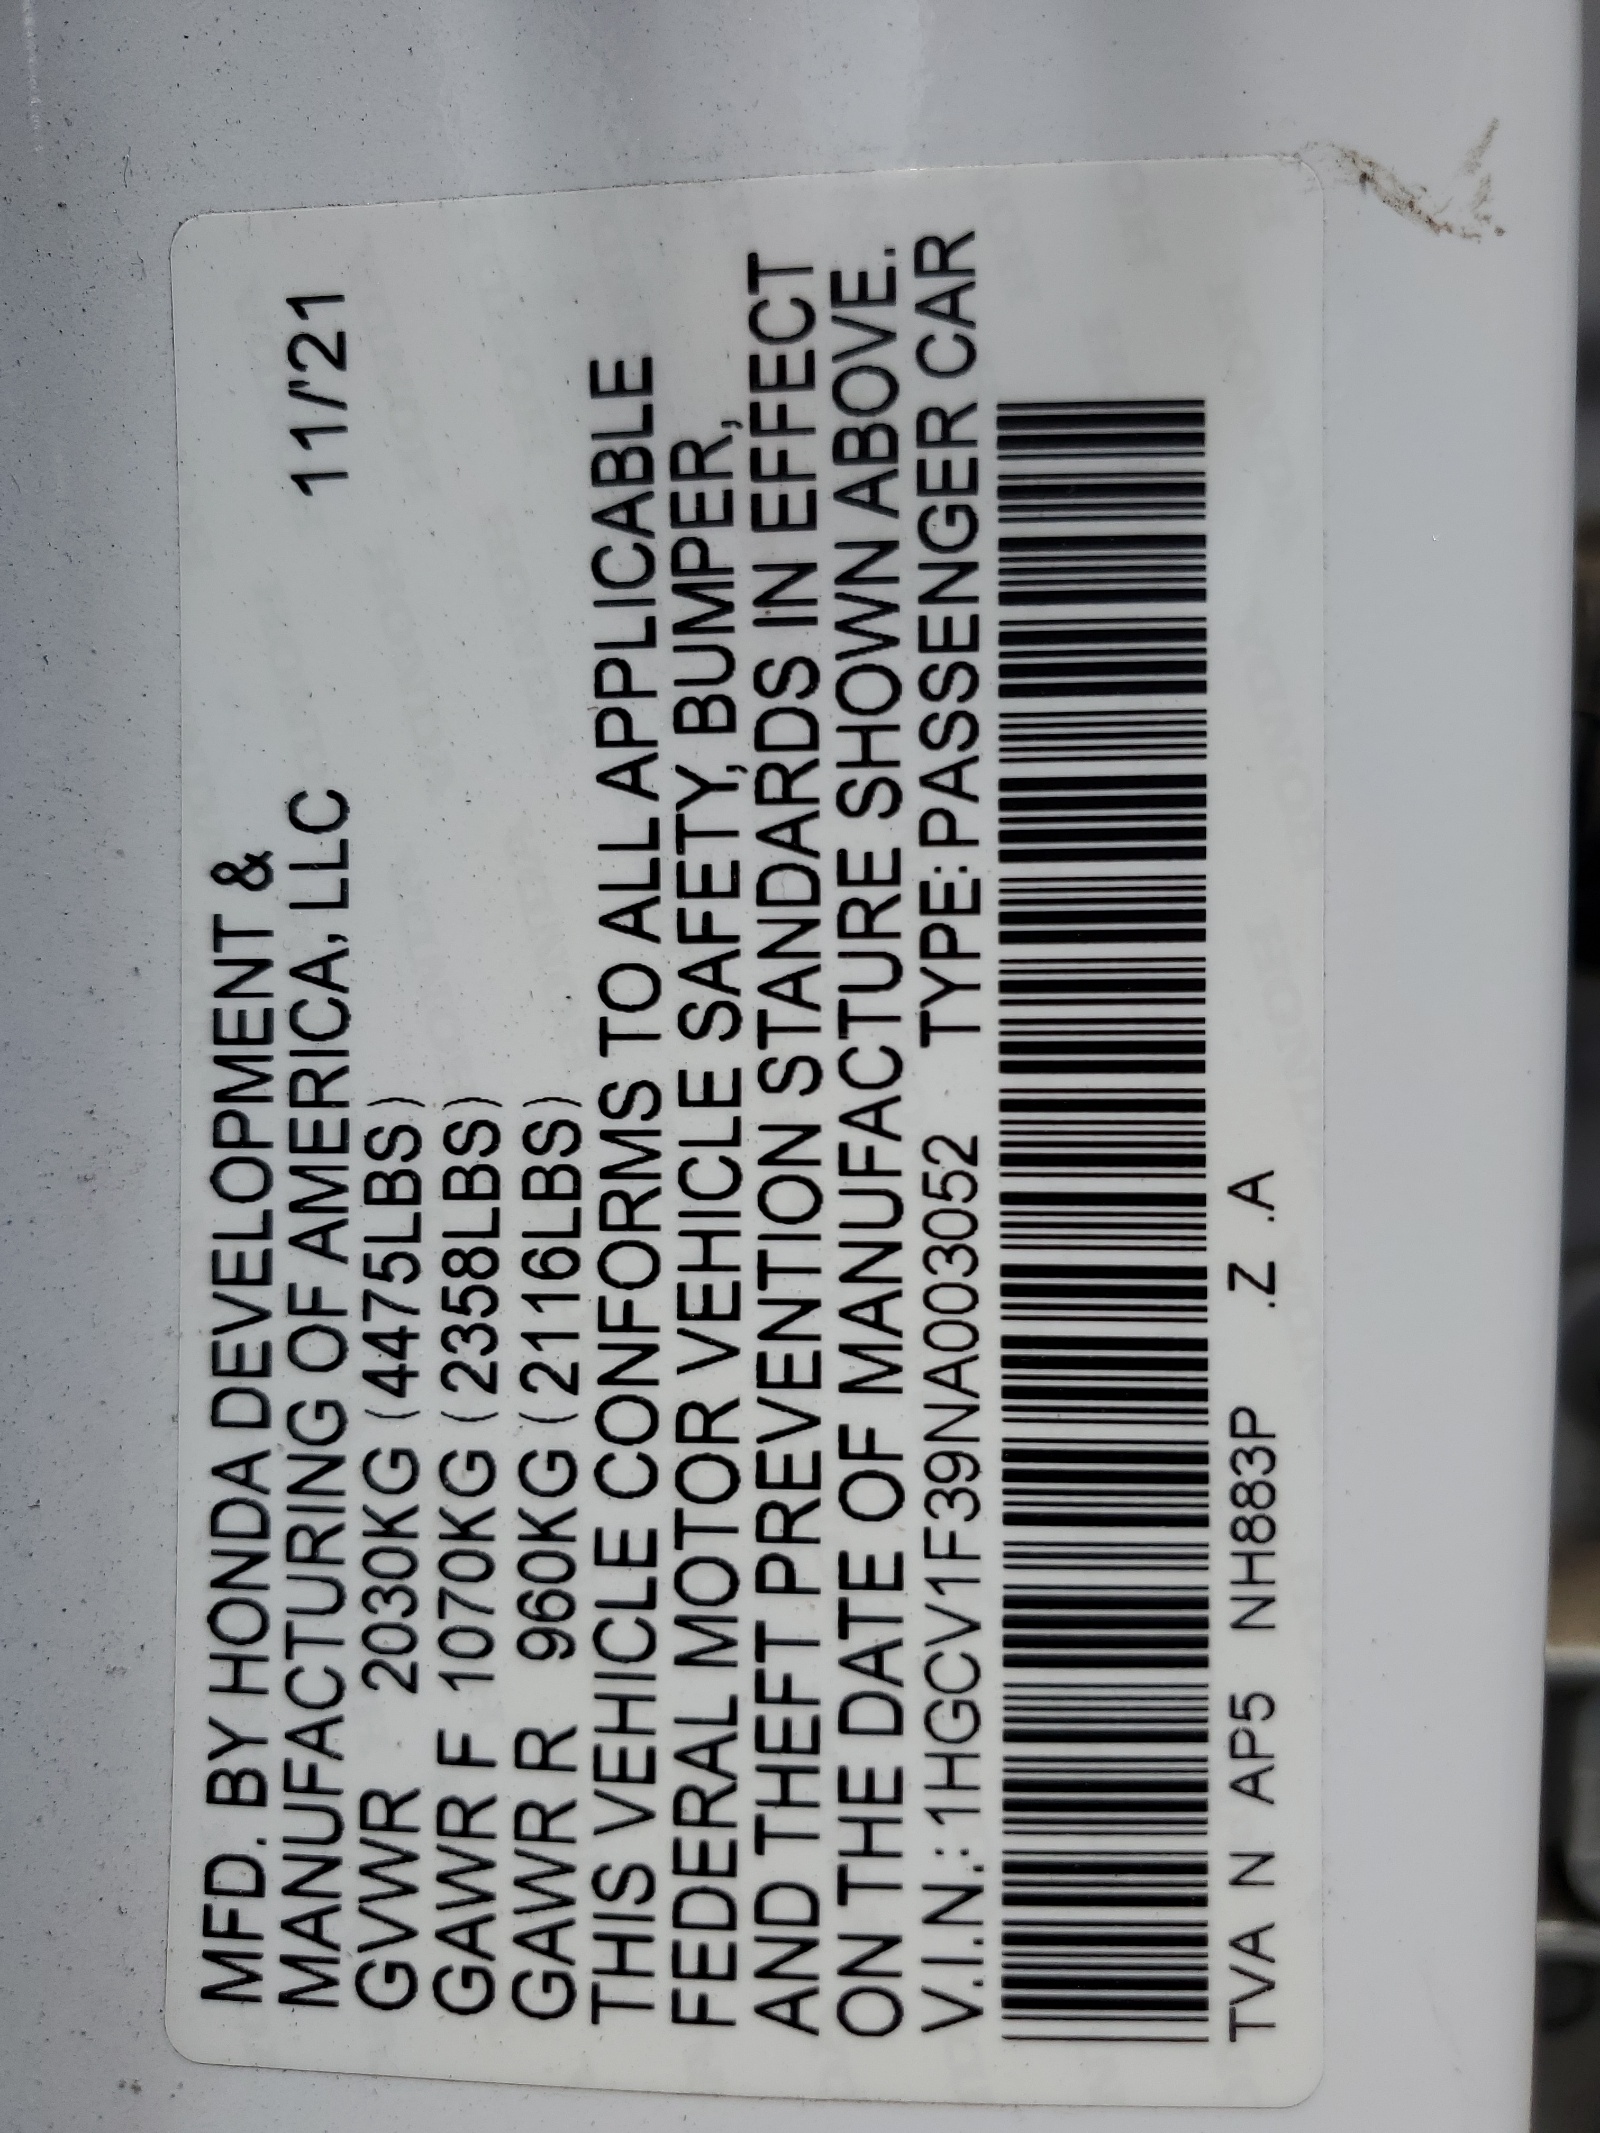 MFD. BY HONDA DEVELOPMENT &
MANUFACTURING OF AMERICA, LLC 11/'21
GVWR 2030KG (4475LBS)
GAWR F 1070KG (2358LBS)
GAWR R 960KG (2116LBS)
THIS VEHICLE CONFORMS TO ALL APPLICABLE
FEDERAL MOTOR VEHICLE SAFETY, BUMPER,
AND THEFT PREVENTION STANDARDS IN EFFECT
ON THE DATE OF MANUFACTURE SHOWN ABOVE.
V.I.N.:1HGCV1F39NA003052 TYPE:PASSENGER CAR
TVA N AP5 NH883P .Z .A